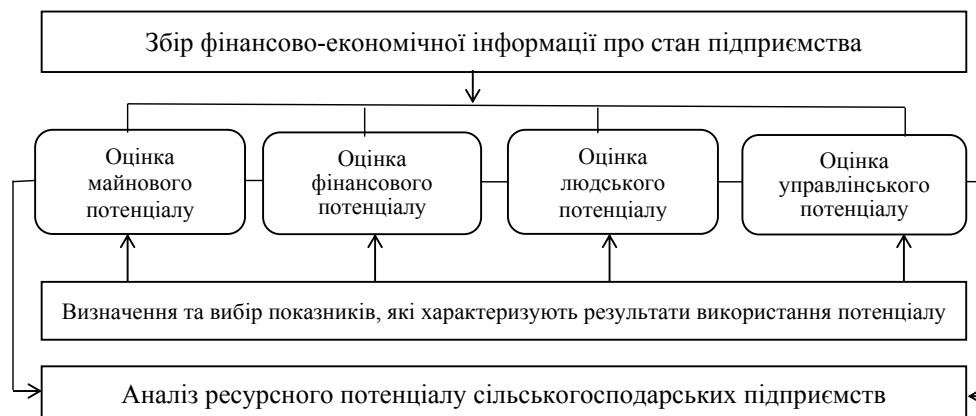 Збір фінансово-економічної інформації про стан підприємства
Оцінка
майнового
потенціалу
Оцінка
фінансового
потенціалу
Оцінка
людського
потенціалу
Оцінка
управлінського
потенціалу
Визначення та вибір показників, які характеризують результати використання потенціалу
Аналіз ресурсного потенціалу сільськогосподарських підприємств